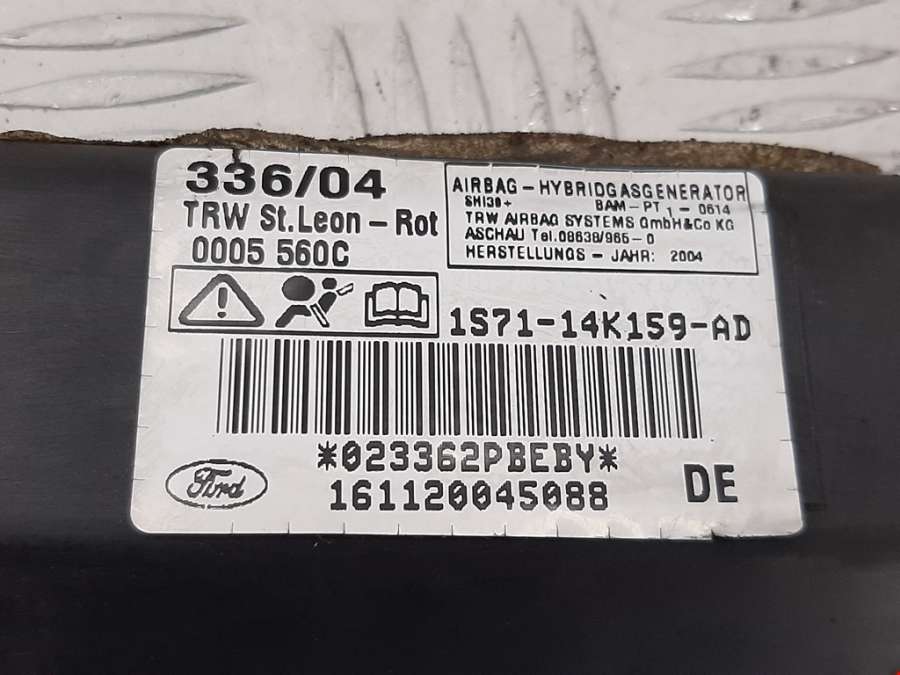 336/04
TRW St.Leon - Rot
0005 560C
AIRBAG - HYBRIDGASGENERATOR
SHI30+ BAM-PT 1 - 0614
TRW AIRBAG SYSTEMS GmbH&Co KG
ASCHAU Tel.08638/965-0
HERSTELLUNGS - JAHR: 2004
1S71-14K159-AD
*023362PBEBY*
161120045088
Ford
DE